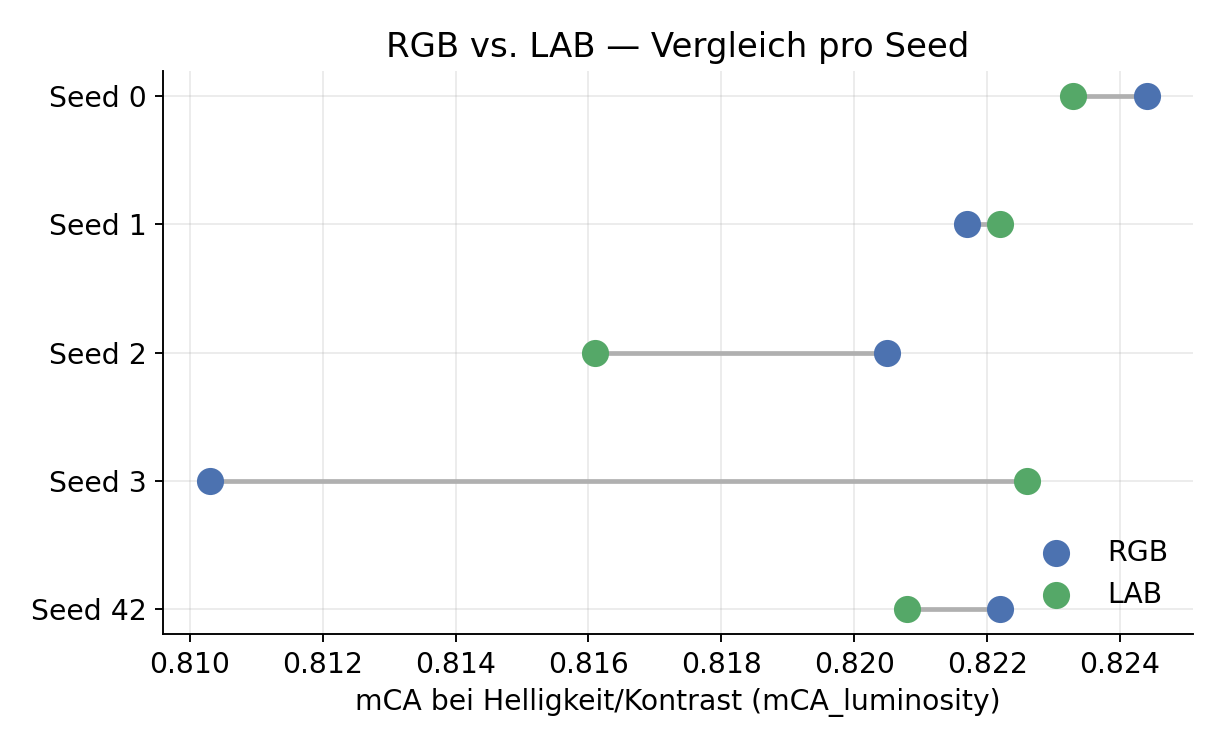 RGB vs. LAB — Vergleich pro Seed
Seed 0
Seed 1
Seed 2
Seed 3
Seed 42
RGB
LAB
0.810 0.812 0.814 0.816 0.818 0.820 0.822 0.824
mCA bei Helligkeit/Kontrast (mCA_luminosity)